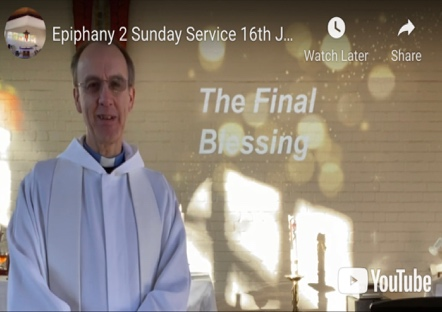 Epiphany 2 Sunday Service 16th J...
Watch Later
Share
The Final
Blessing
YouTube